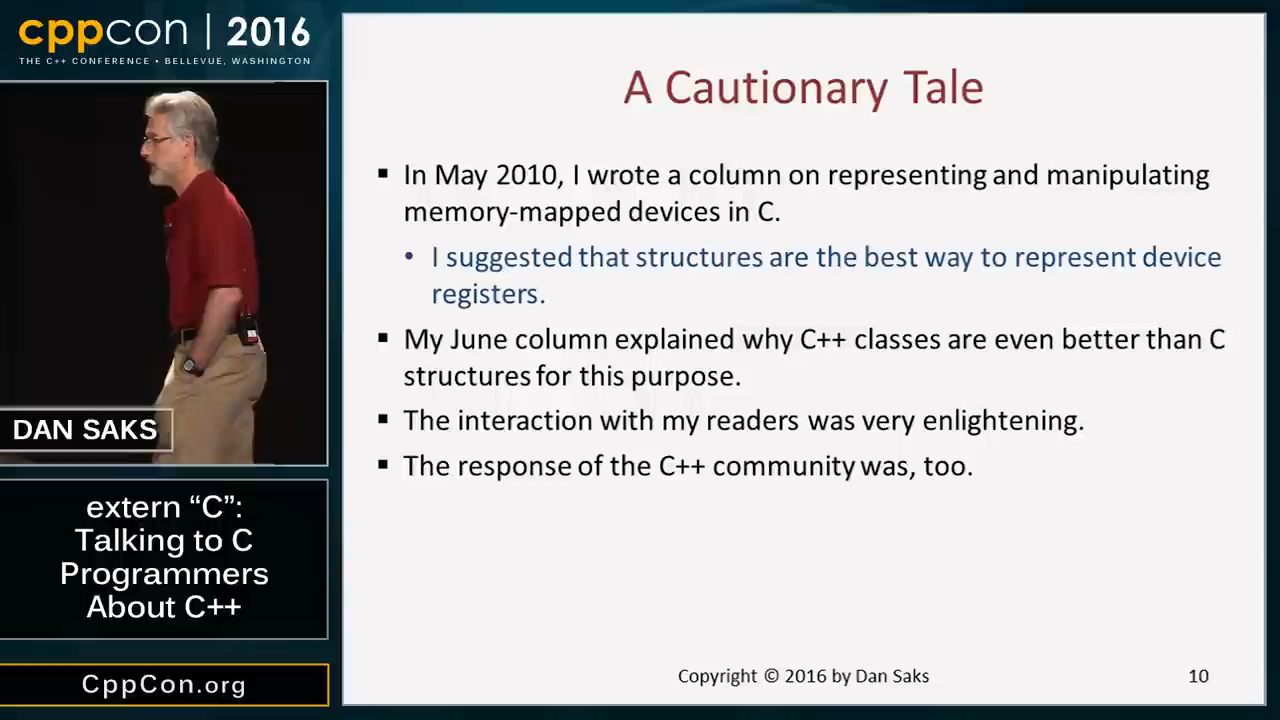 cppcon | 2016
THE C++ CONFERENCE • BELLEVUE, WASHINGTON
DAN SAKS
extern “C”:
Talking to C
Programmers
About C++
CppCon.org
A Cautionary Tale
▪ In May 2010, I wrote a column on representing and manipulating
memory-mapped devices in C.
• I suggested that structures are the best way to represent device
registers.
▪ My June column explained why C++ classes are even better than C
structures for this purpose.
▪ The interaction with my readers was very enlightening.
▪ The response of the C++ community was, too.
Copyright © 2016 by Dan Saks
10